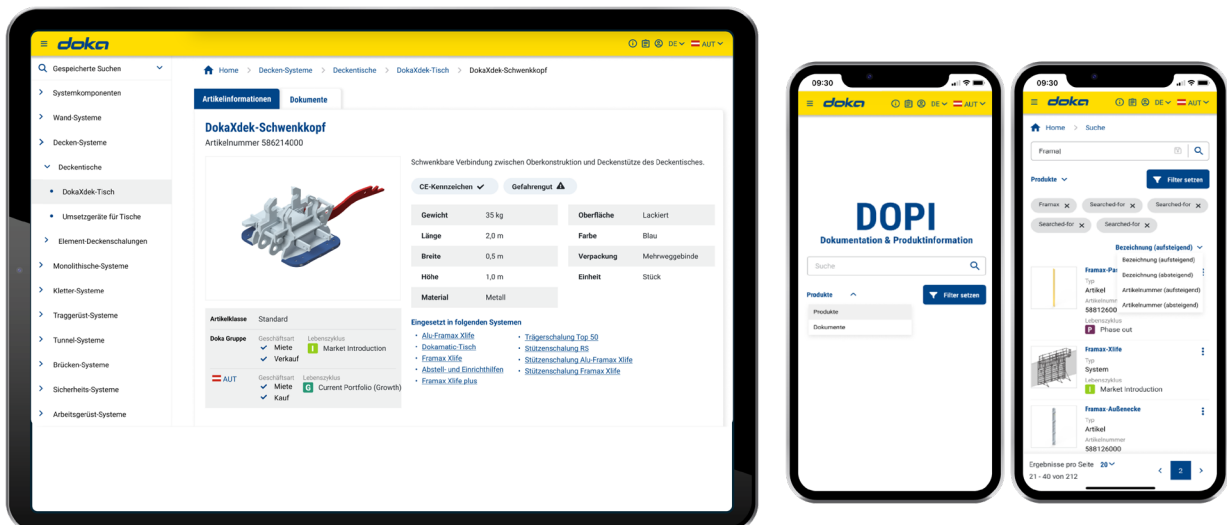 doka
DE
AUT
Gespeicherte Suchen
Systemkomponenten
Wand-Systeme
Decken-Systeme
Deckentische
DokaXdek-Tisch
Umsetzgeräte für Tische
Element-Deckenschalungen
Monolithische-Systeme
Kletter-Systeme
Traggerüst-Systeme
Tunnel-Systeme
Brücken-Systeme
Sicherheits-Systeme
Arbeitsgerüst-Systeme
Home > Decken-Systeme > Deckentische > DokaXdek-Tisch > DokaXdek-Schwenkkopf
Artikelinformationen Dokumente
DokaXdek-Schwenkkopf
Artikelnummer 586214000
Schwenkbare Verbindung zwischen Oberkonstruktion und Deckenstütze des Deckentisches.
CE-Kennzeichen Gefahrengut
Gewicht 35 kg Oberfläche Lackiert
Länge 2,0 m Farbe Blau
Breite 0,5 m Verpackung Mehrweggebinde
Höhe 1,0 m Einheit Stück
Material Metall
Artikelklasse Standard
Doka Gruppe Geschäftsart Lebenszyklus
Miete I Market Introduction
Verkauf
AUT Geschäftsart Lebenszyklus
Miete G Current Portfolio (Growth)
Kauf
Eingesetzt in folgenden Systemen
Alu-Framax Xlife
Dokamatic-Tisch
Framax Xlife
Abstell- und Einrichthilfen
Framax Xlife plus
Trägerschalung Top 50
Stützenschalung RS
Stützenschalung Alu-Framax Xlife
Stützenschalung Framax Xlife
09:30
doka DE AUT
DOPI
Dokumentation & Produktinformation
Suche
Produkte Filter setzen
Produkte
Dokumente
09:30
doka DE AUT
Home > Suche
Framat
Produkte Filter setzen
Framax Searched-for Searched-for
Searched-for Searched-for
Bezeichnung (aufsteigend)
Bezeichnung (aufsteigend)
Bezeichnung (absteigend)
Artikelnummer (aufsteigend)
Artikelnummer (absteigend)
Framax-Pa
Typ
Artikel
Artikelnumm
58812600
Lebenszyklus
P Phase out
Framax-Xlife
Typ
System
Lebenszyklus
I Market Introduction
Framax-Außenecke
Typ
Artikel
Artikelnummer
588126000
Ergebnisse pro Seite 20
21 - 40 von 212
< 2 >